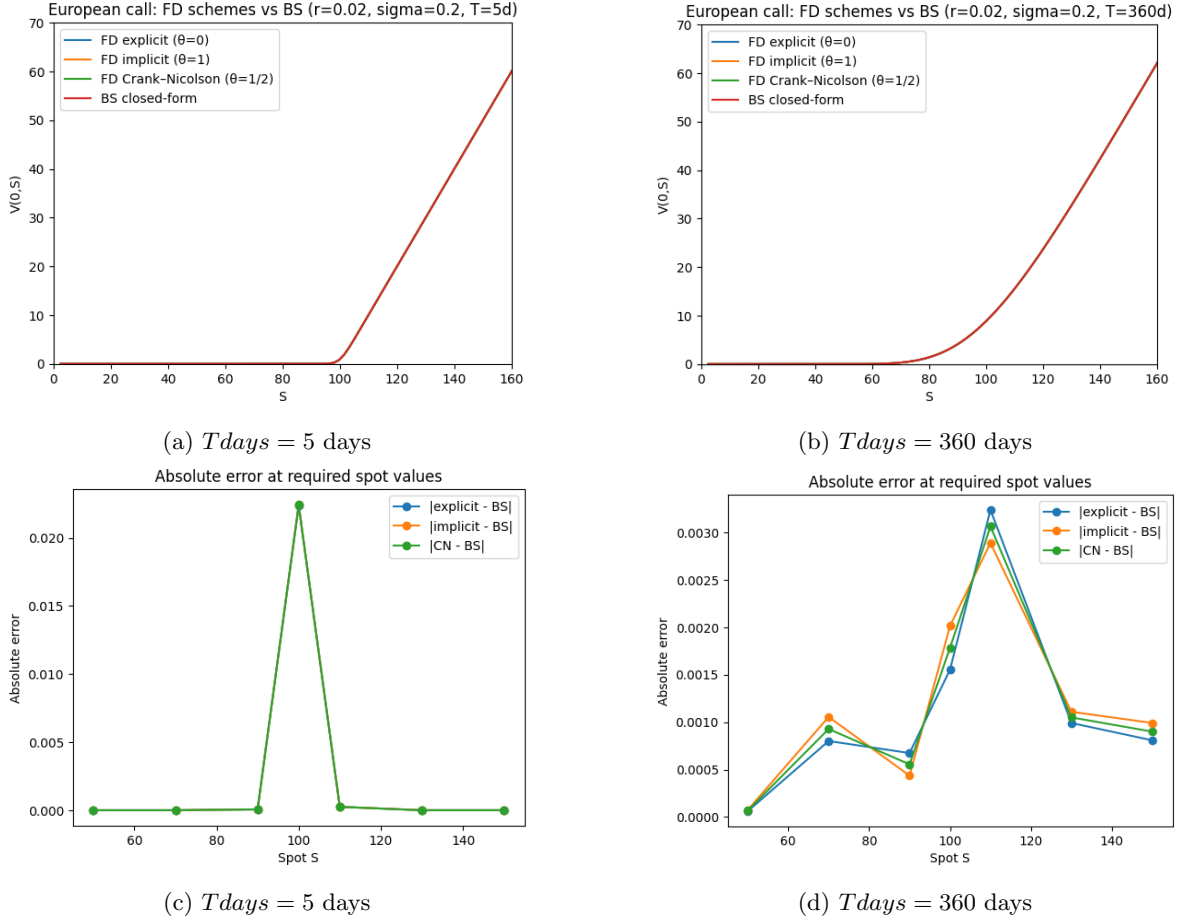 European call: FD schemes vs BS (r=0.02, sigma=0.2, T=5d)
70
60
50
40
30
20
10
0
V(0,S)
FD explicit (θ=0)
FD implicit (θ=1)
FD Crank–Nicolson (θ=1/2)
BS closed-form
0 20 40 60 80 100 120 140 160
S
(a) Tdays = 5 days
European call: FD schemes vs BS (r=0.02, sigma=0.2, T=360d)
70
60
50
40
30
20
10
0
V(0,S)
FD explicit (θ=0)
FD implicit (θ=1)
FD Crank–Nicolson (θ=1/2)
BS closed-form
0 20 40 60 80 100 120 140 160
S
(b) Tdays = 360 days
Absolute error at required spot values
0.020
0.015
0.010
0.005
0.000
Absolute error
|explicit - BS|
|implicit - BS|
|CN - BS|
60 80 100 120 140
Spot S
(c) Tdays = 5 days
Absolute error at required spot values
0.0030
0.0025
0.0020
0.0015
0.0010
0.0005
0.0000
Absolute error
|explicit - BS|
|implicit - BS|
|CN - BS|
60 80 100 120 140
Spot S
(d) Tdays = 360 days